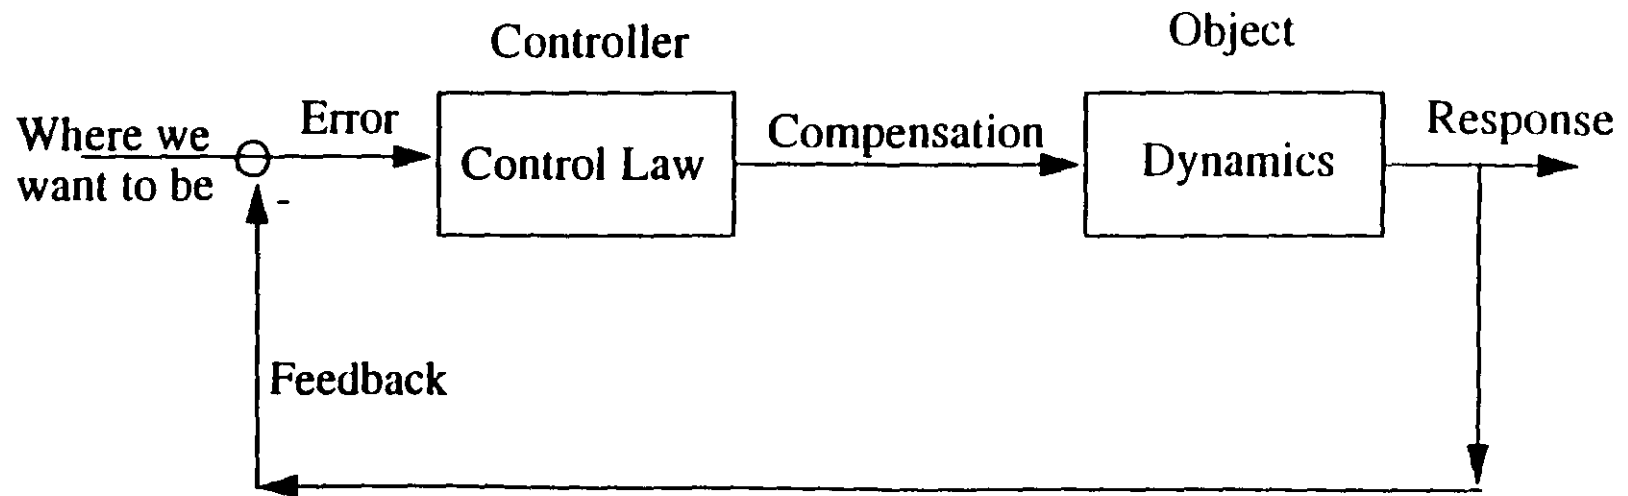 Controller
Object
Where we
want to be
Error
Control Law
Compensation
Dynamics
Response
-
Feedback